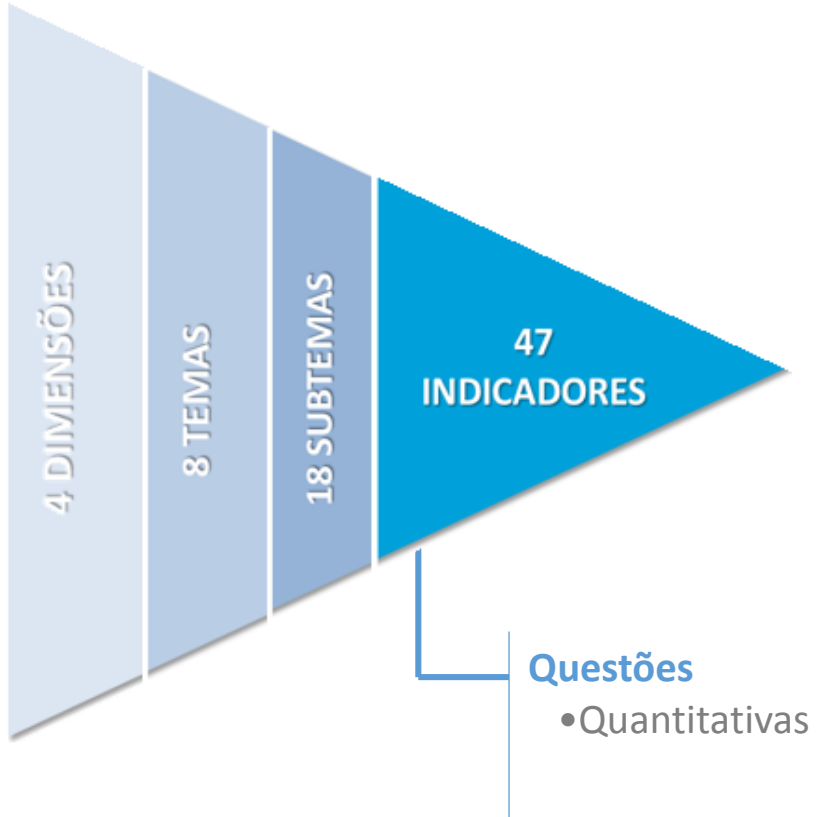 4 DIMENSÕES
8 TEMAS
18 SUBTEMAS
47
INDICADORES
Questões
•Quantitativas